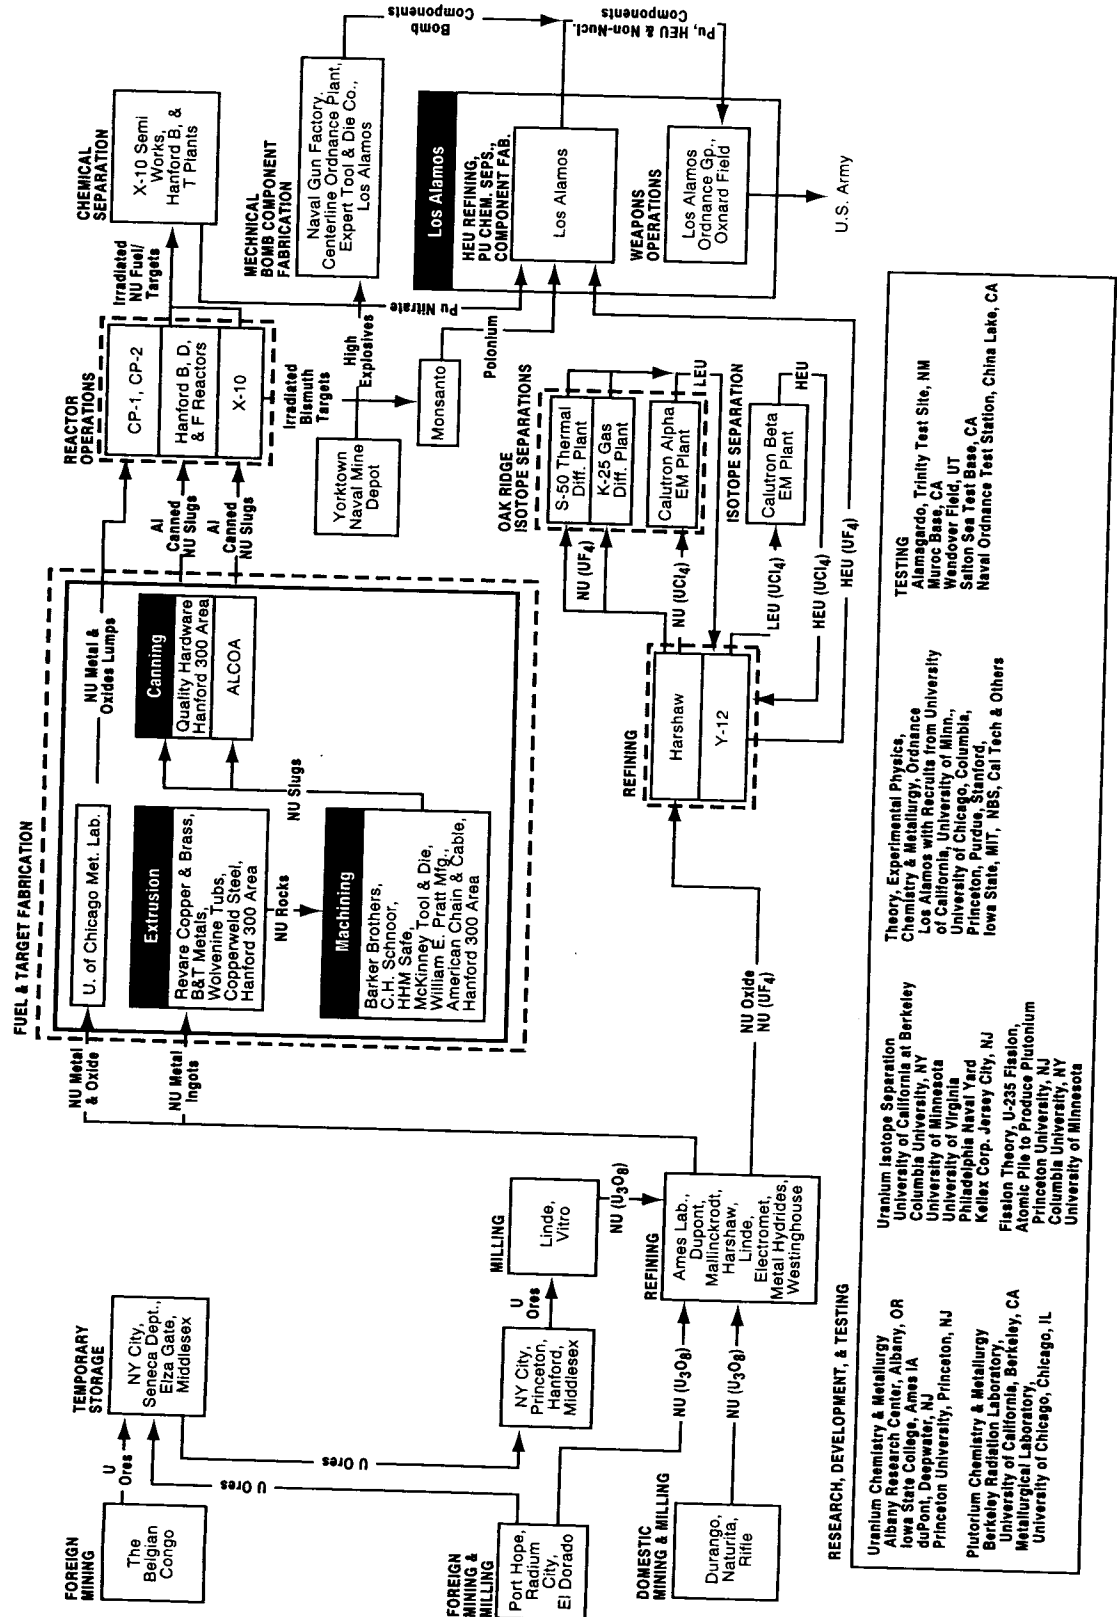 FOREIGN
MINING
The
Belgian
Congo
U
Ores
TEMPORARY
STORAGE
NY City,
Seneca Dept.,
Elza Gate,
Middlesex
U Ores
U Ores
FOREIGN
MINING &
MILLING
Port Hope,
Radium
City,
El Dorado
NY City,
Princeton,
Hanford,
Middlesex
U
Ores
MILLING
Linde,
Vitro
NU (U3O8)
DOMESTIC
MINING & MILLING
Durango,
Naturita,
Rifle
NU (U3O8)
NU (U3O8)
REFINING
Ames Lab.,
Dupont,
Mallinckrodt,
Harshaw,
Linde,
Electromet,
Metal Hydrides,
Westinghouse
NU Metal
& Oxide
NU Metal
Ingots
NU Oxide
NU (UF4)
FUEL & TARGET FABRICATION
U. of Chicago Met. Lab.
NU Metal &
Oxides Lumps
Extrusion
Revare Copper & Brass,
B&T Metals,
Wolvenine Tubs,
Copperweld Steel,
Hanford 300 Area
NU Rocks
Machining
Barker Brothers,
C.H. Schnoor,
HHM Safe,
McKinney Tool & Die,
William E. Pratt Mfg.,
American Chain & Cable,
Hanford 300 Area
NU Slugs
Canning
Quality Hardware
Hanford 300 Area
ALCOA
Al
Canned
NU Slugs
Al
Canned
NU Slugs
REACTOR
OPERATIONS
CP-1, CP-2
Hanford B, D,
& F Reactors
X-10
Irradiated
NU Fuel/
Targets
CHEMICAL
SEPARATION
X-10 Semi
Works,
Hanford B, &
T Plants
Irradiated
Bismuth
Targets
Pu Nitrate
Yorktown
Naval Mine
Depot
High
Explosives
MECHNICAL
BOMB COMPONENT
FABRICATION
Naval Gun Factory.
Centerline Ordnance Plant,
Expert Tool & Die Co.,
Los Alamos
Bomb
Components
Monsanto
Polonium
Los Alamos
HEU REFINING,
PU CHEM. SEPS.,
COMPONENT FAB.
Los Alamos
Pu, HEU & Non-Nucl.
Components
WEAPONS
OPERATIONS
Los Alamos
Ordnance Gp.,
Oxnard Field
U.S. Army
REFINING
Harshaw
Y-12
NU (UF4)
NU (UCl4)
LEU (UCl4)
HEU (UCl4)
HEU (UF4)
OAK RIDGE
ISOTOPE SEPARATIONS
S-50 Thermal
Diff. Plant
K-25 Gas
Diff. Plant
Calutron Alpha
EM Plant
LEU
ISOTOPE SEPARATION
Calutron Beta
EM Plant
HEU
RESEARCH, DEVELOPMENT, & TESTING
Uranium Chemistry & Metallurgy
Albany Research Center, Albany, OR
Iowa State College, Ames IA
duPont, Deepwater, NJ
Princeton University, Princeton, NJ
Plutorium Chemistry & Metallurgy
Berkeley Radiation Laboratory,
University of California, Berkeley, CA
Metallurgical Laboratory,
University of Chicago, Chicago, IL
Uranium Isotope Separation
University of California at Berkeley
Columbia University, NY
University of Minnesota
University of Virginia
Philadelphia Naval Yard
Kellex Corp. Jersey City, NJ
Fission Theory, U-235 Fission,
Atomic Pile to Produce Plutonium
Princeton University, NJ
Columbia University, NY
University of Minnesota
Theory, Experimental Physics,
Chemistry & Metallurgy, Ordnance
Los Alamos with Recruits from University
of California, University of Minn.,
University of Chicago, Columbia,
Princeton, Purdue, Stanford,
Iowa State, MIT, NBS, Cal Tech & Others
TESTING
Alamagardo, Trinity Test Site, NM
Muroc Base, CA
Wandover Field, UT
Salton Sea Test Base, CA
Naval Ordnance Test Station, China Lake, CA